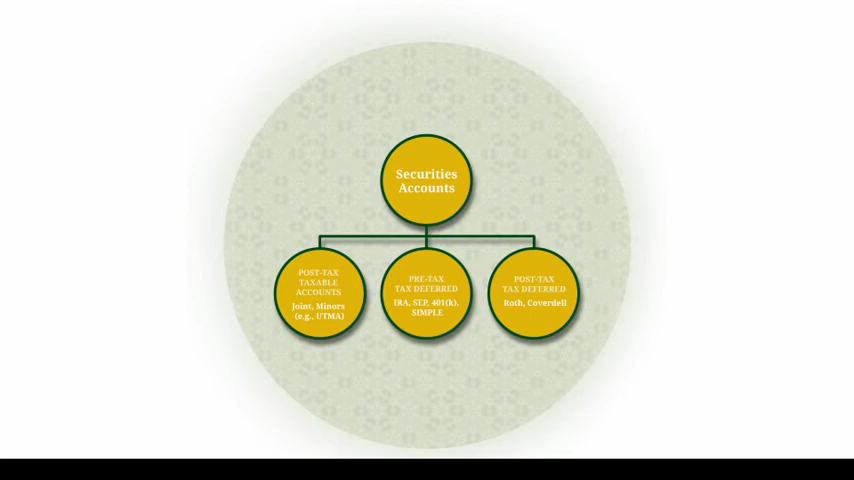 Securities
Accounts
POST-TAX
TAXABLE
ACCOUNTS
Joint, Minors
(e.g., UTMA)
PRE-TAX
TAX DEFERRED
IRA, SEP, 401(k),
SIMPLE
POST-TAX
TAX DEFERRED
Roth, Coverdell